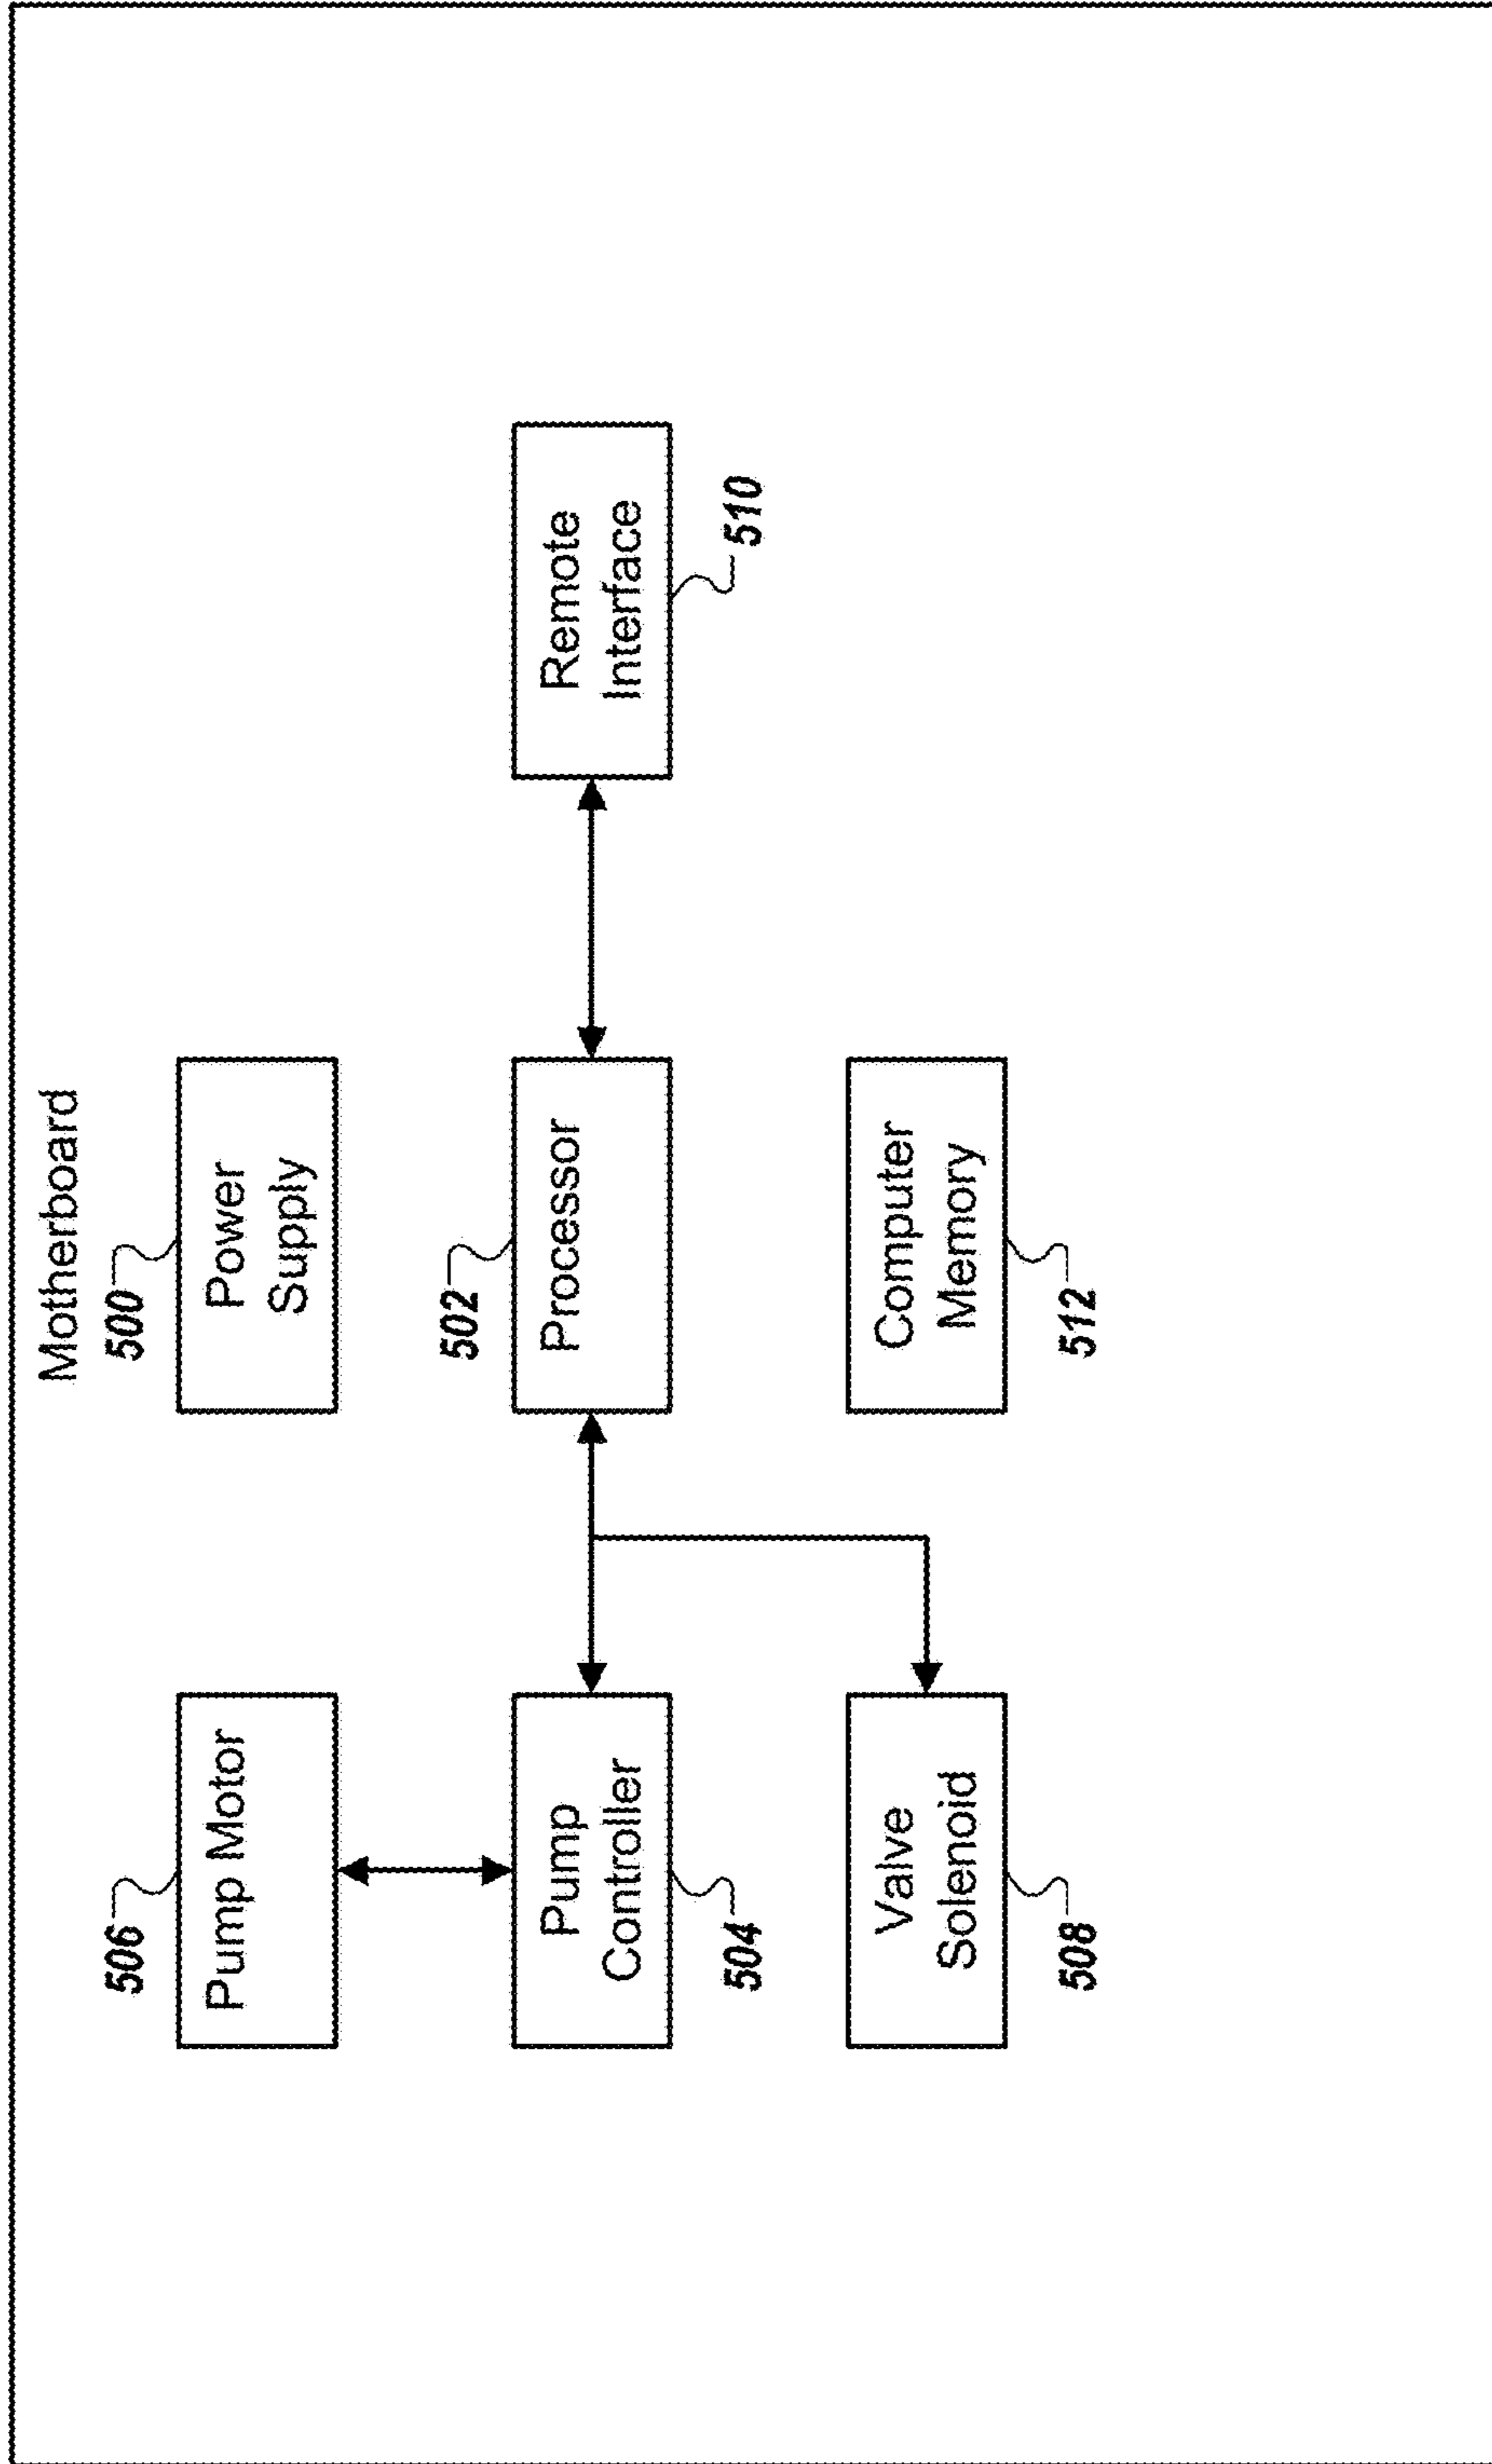 Motherboard
506
Pump Motor
500
Power
Supply
502
Processor
Pump
Controller
504
Remote
Interface
510
Valve
Solenoid
508
Computer
Memory
512